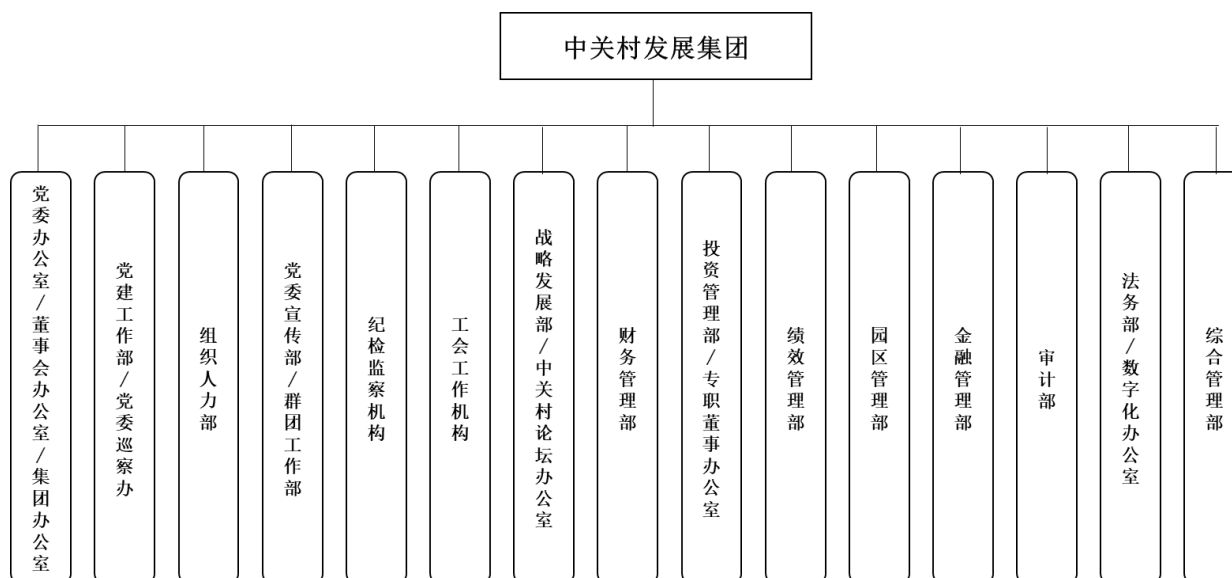 中关村发展集团
党委办公室/董事会办公室/集团办公室
党建工作部/党委巡察办
组织人力部
党委宣传部/群团工作部
纪检监察机构
工会工作机构
战略发展部/中关村论坛办公室
财务管理部
投资管理部/专职董事办公室
绩效管理部
园区管理部
金融管理部
审计部
法务部/数字化办公室
综合管理部